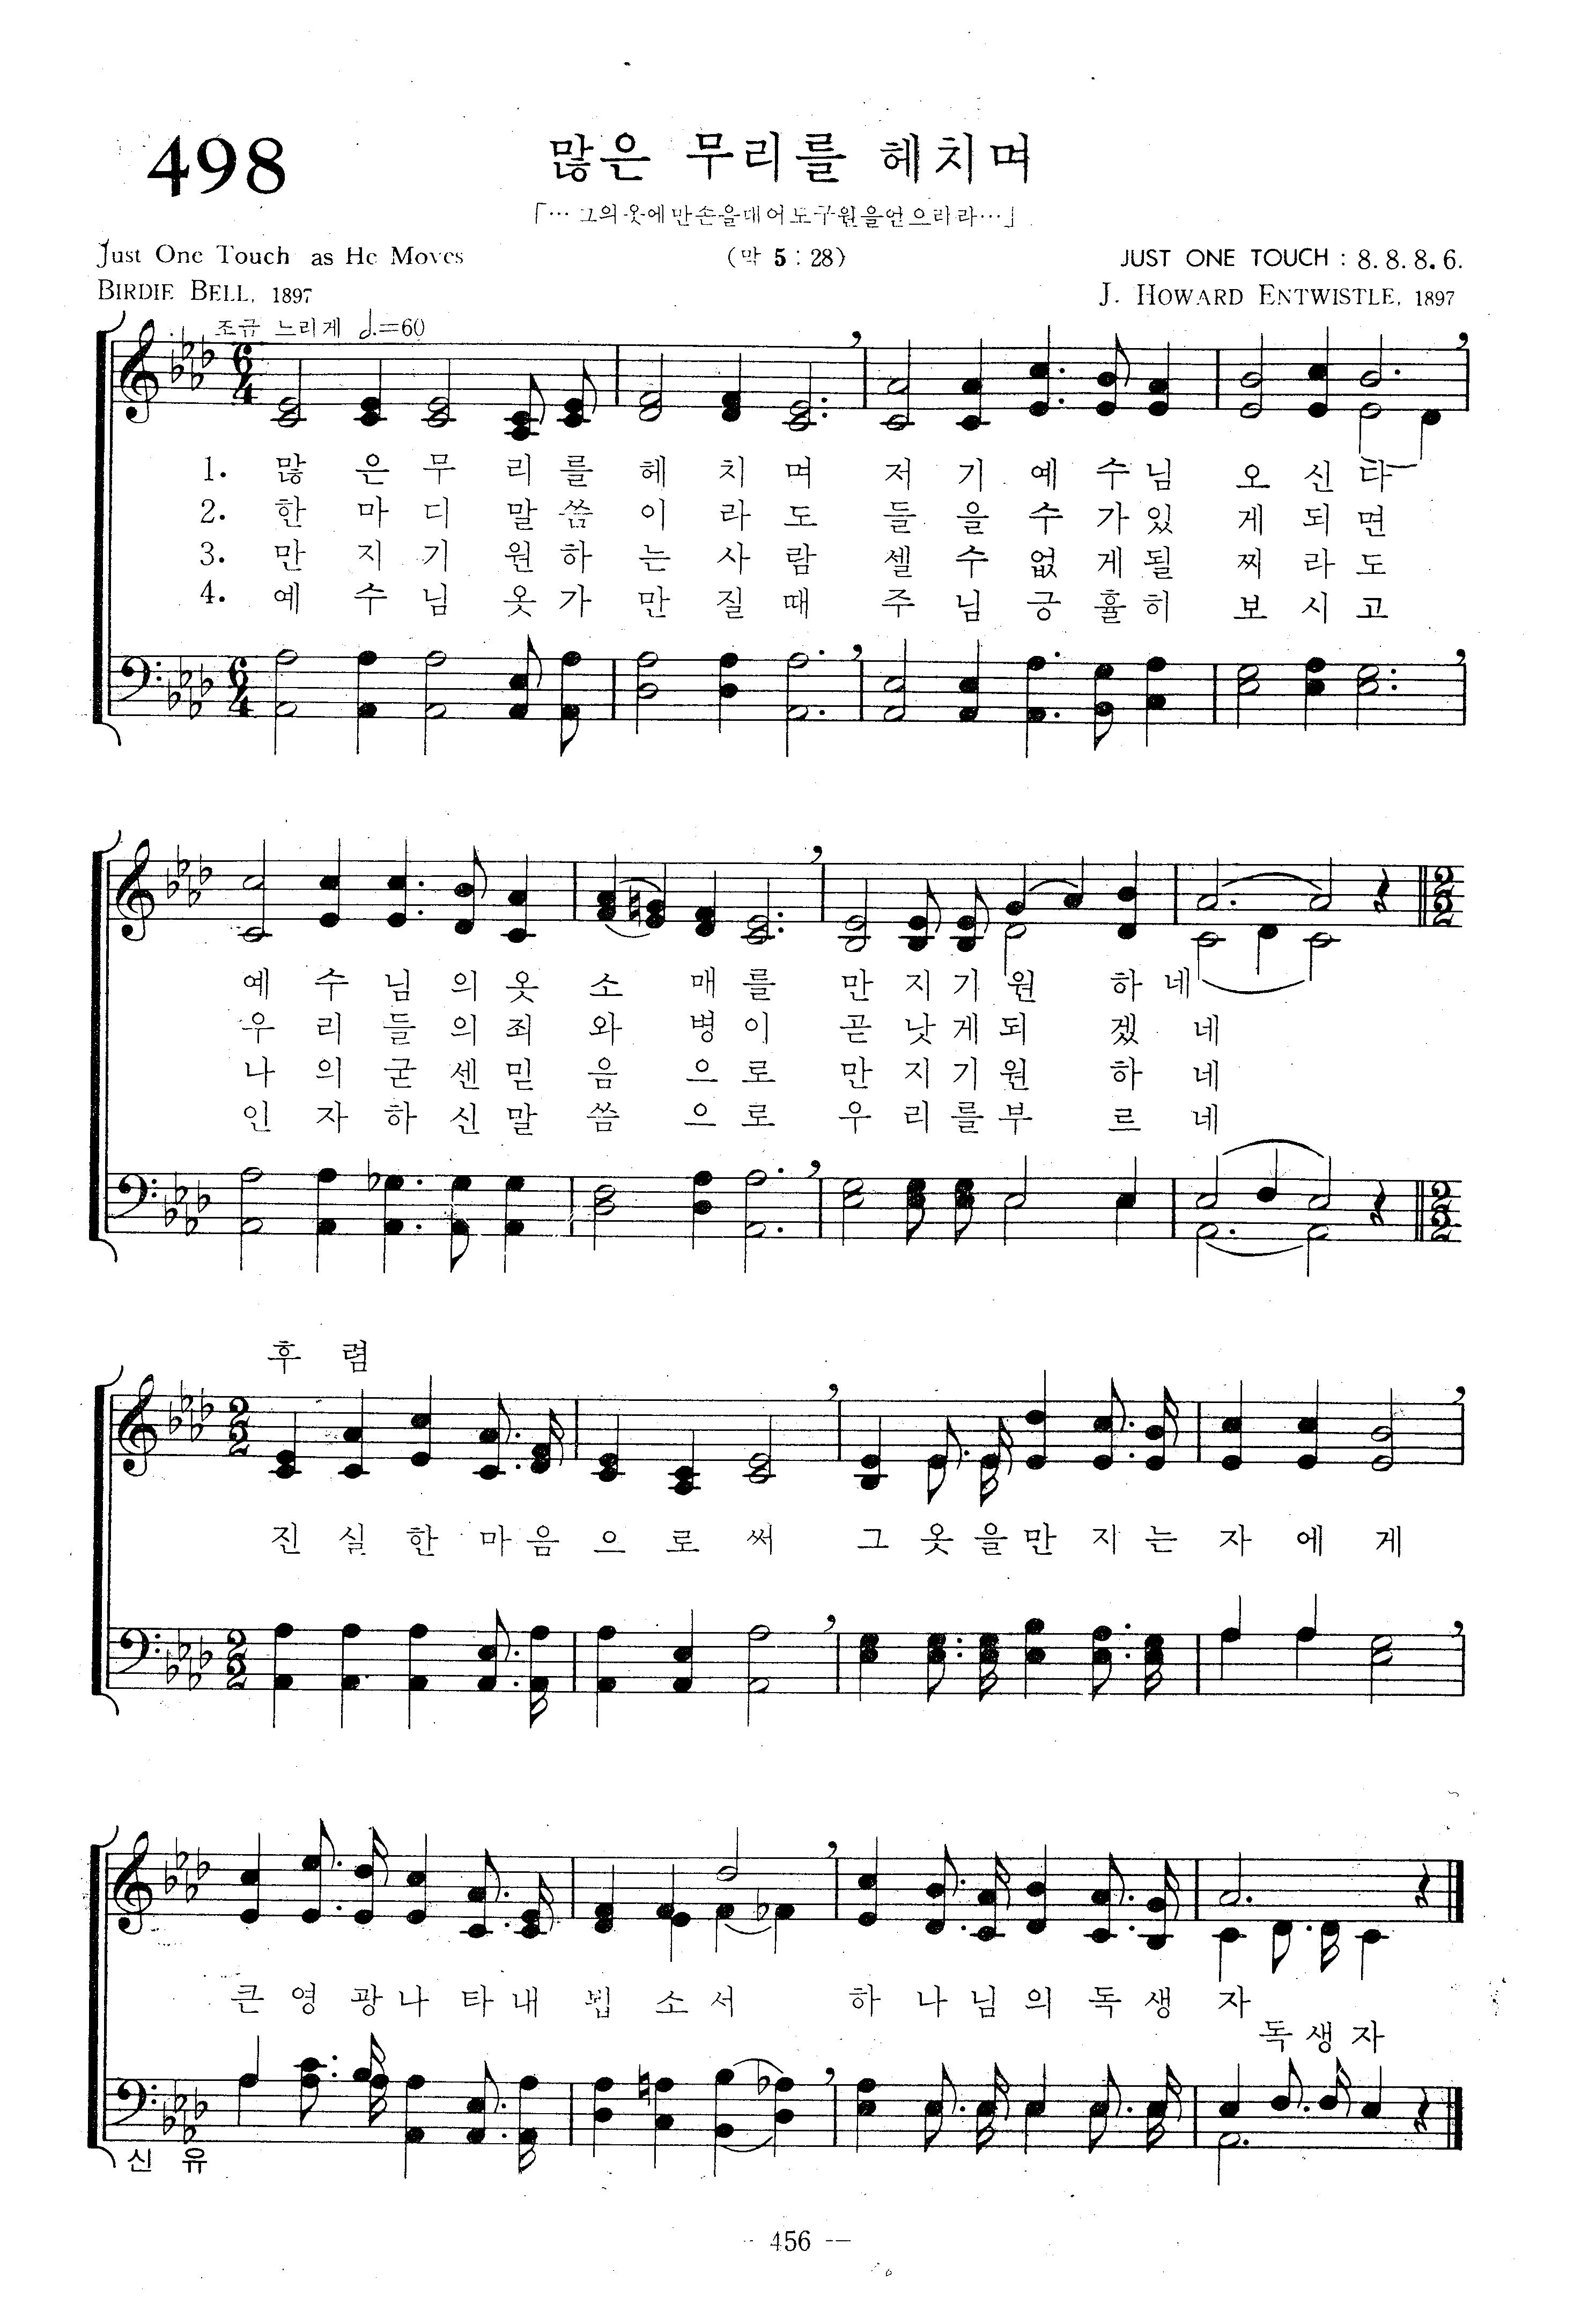 498
많은 무리를 헤치며
「… 그의 옷에만 손을 대어도 구원을 얻으리라…」
Just One Touch as He Moves
(막 5 : 28)
JUST ONE TOUCH : 8. 8. 8. 6.
BIRDIE BELL, 1897
J. HOWARD ENTWISTLE, 1897
조금 느리게 𝅗𝅥.=60
1. 많 은 무 리 를 헤 치 며 저 기 예 수 님 오 신 다
2. 한 마 디 말 씀 이 라 도 들 을 수 가 있 게 되 면
3. 만 지 기 원 하 는 사 람 셀 수 없 게 될 찌 라 도
4. 예 수 님 옷 가 만 질 때 주 님 긍 휼 히 보 시 고
예 수 님 의 옷 소 매 를 만 지 기 원 하 네
우 리 들 의 죄 와 병 이 곧 낫 게 되 겠 네
나 의 굳 센 믿 음 으 로 만 지 기 원 하 네
인 자 하 신 말 씀 으 로 우 리 를 부 르 네
후 렴
진 실 한 마 음 으 로 써 그 옷 을 만 지 는 자 에 게
큰 영 광 나 타 내 뵙 소 서 하 나 님 의 독 생 자
독 생 자
신 유
- 456 -